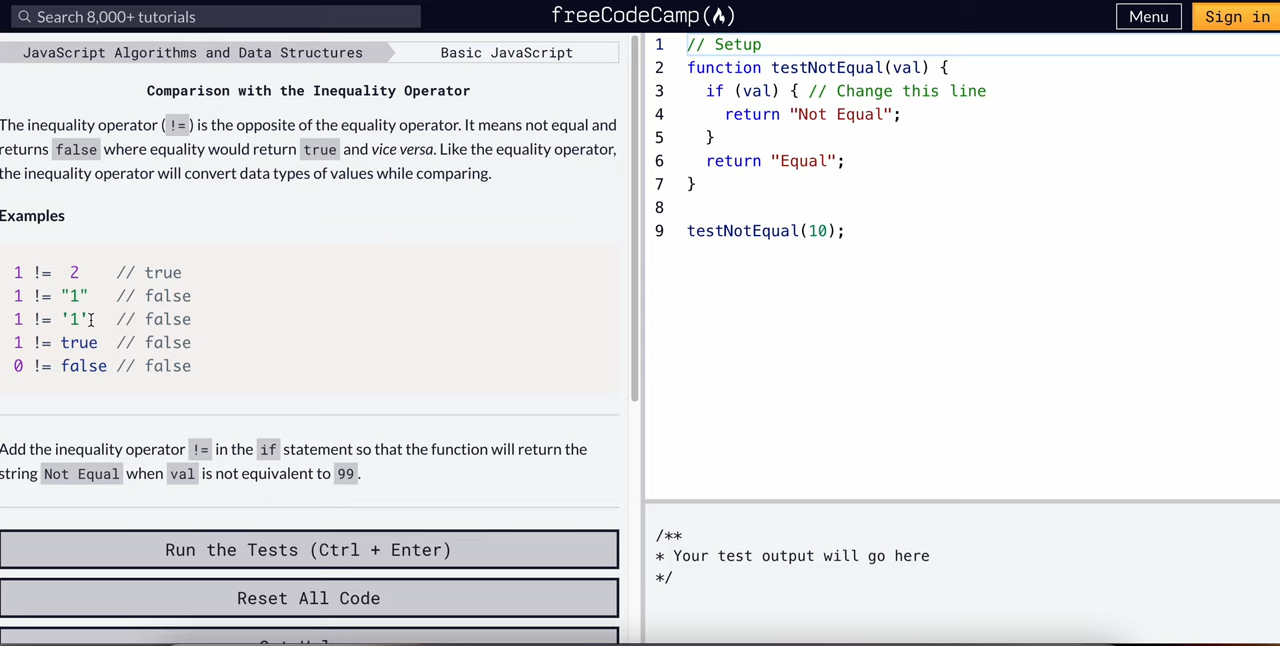 Search 8,000+ tutorials
freeCodeCamp
Menu
Sign in
JavaScript Algorithms and Data Structures
Basic JavaScript
Comparison with the Inequality Operator
The inequality operator ( != ) is the opposite of the equality operator. It means not equal and
returns false where equality would return true and vice versa. Like the equality operator,
the inequality operator will convert data types of values while comparing.
Examples
1 != 2 // true
1 != "1" // false
1 != '1' // false
1 != true // false
0 != false // false
Add the inequality operator != in the if statement so that the function will return the
string Not Equal when val is not equivalent to 99 .
Run the Tests (Ctrl + Enter)
Reset All Code
1 // Setup
2 function testNotEqual(val) {
3 if (val) { // Change this line
4 return "Not Equal";
5 }
6 return "Equal";
7 }
8
9 testNotEqual(10);
/**
* Your test output will go here
*/